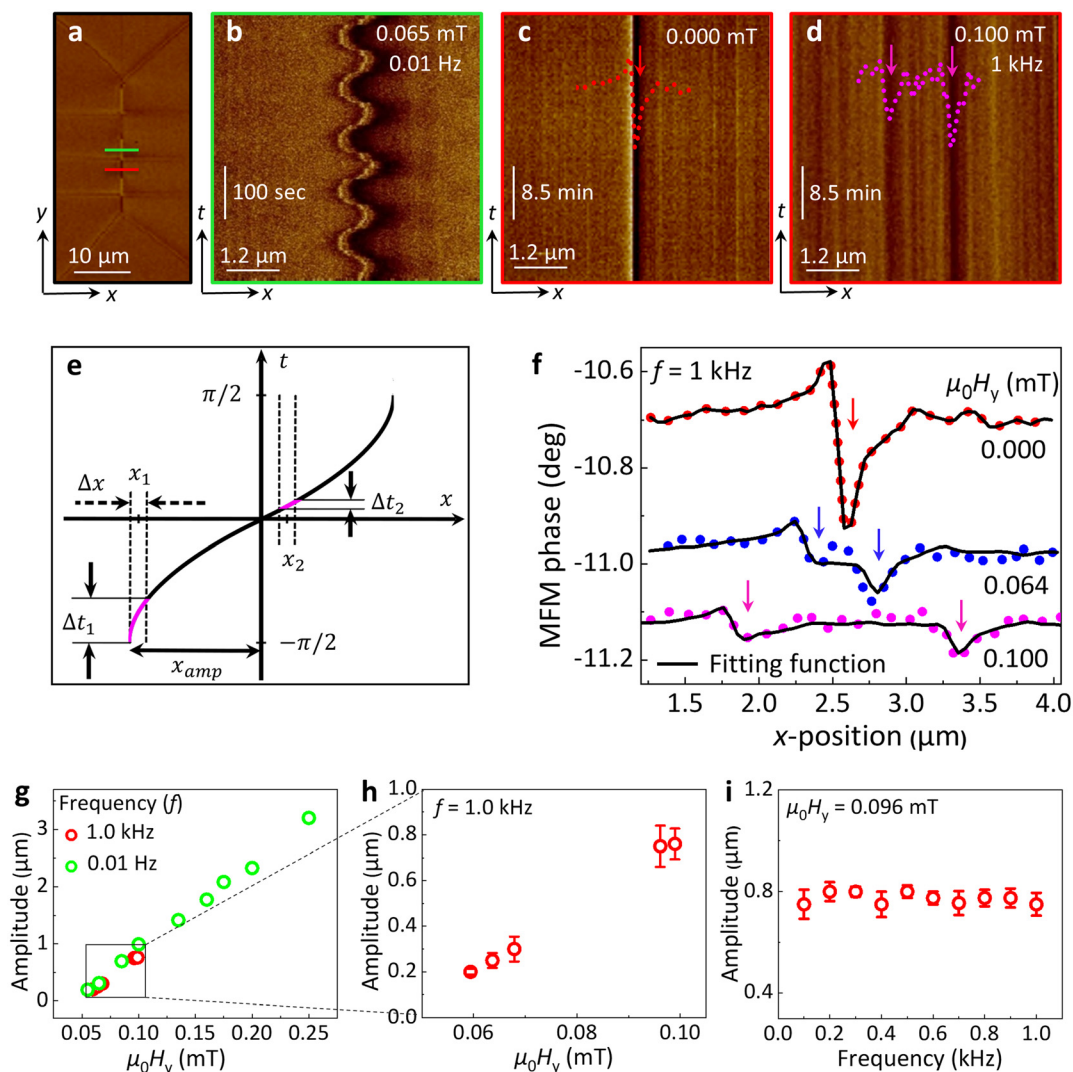 a
y
10 μm
x
b
0.065 mT
0.01 Hz
100 sec
t
1.2 μm
x
c
0.000 mT
8.5 min
t
1.2 μm
x
d
0.100 mT
1 kHz
8.5 min
t
1.2 μm
x
e
t
π/2
Δx
x₁
x
Δt₂
x₂
Δt₁
−π/2
x_amp
f
f = 1 kHz
μ₀H_y (mT)
-10.6
-10.8
-11.0
-11.2
MFM phase (deg)
0.000
0.064
0.100
Fitting function
1.5 2.0 2.5 3.0 3.5 4.0
x-position (μm)
g
Frequency (f)
1.0 kHz
0.01 Hz
Amplitude (μm)
3
2
1
0
0.05 0.10 0.15 0.20 0.25
μ₀H_y (mT)
h
f = 1.0 kHz
Amplitude (μm)
1.0
0.8
0.6
0.4
0.2
0.0
0.06 0.08 0.10
μ₀H_y (mT)
i
μ₀H_y = 0.096 mT
Amplitude (μm)
1.2
0.8
0.4
0.0 0.2 0.4 0.6 0.8 1.0
Frequency (kHz)